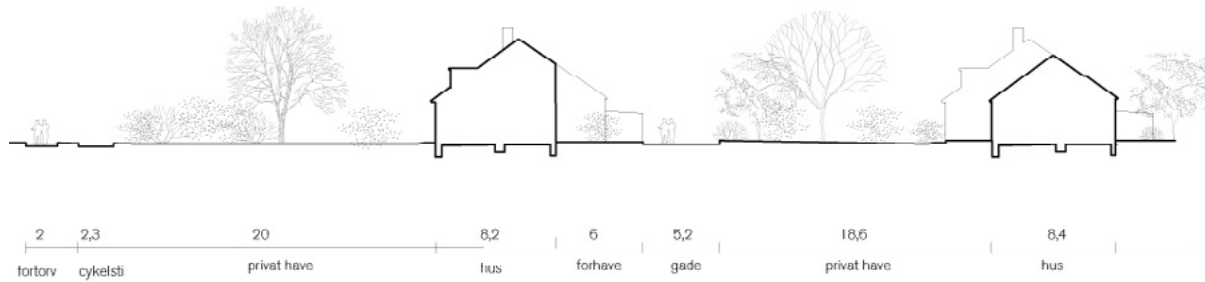 2 2,3 20 8,2 6 5,2 18,6 8,4
fortorv cykelsti privat have hus forhave gade privat have hus